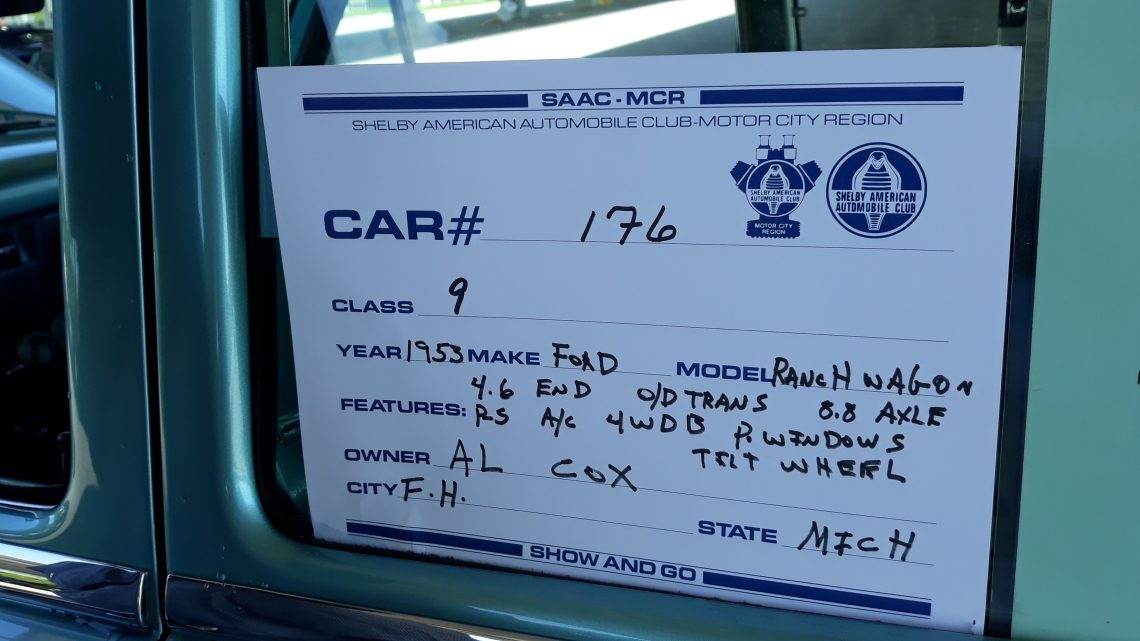 SAAC-MCR
SHELBY AMERICAN AUTOMOBILE CLUB-MOTOR CITY REGION
SHELBY AMERICAN
AUTOMOBILE CLUB
MOTOR CITY
REGION
SHELBY AMERICAN
AUTOMOBILE CLUB
CAR# 176
CLASS 9
YEAR 1953 MAKE FORD MODEL RANCH WAGON
4.6 END O/D TRANS 8.8 AXLE
FEATURES: PS A/C 4WDB P. WINDOWS
TILT WHEEL
OWNER AL COX
CITY F.H.
STATE MICH
SHOW AND GO